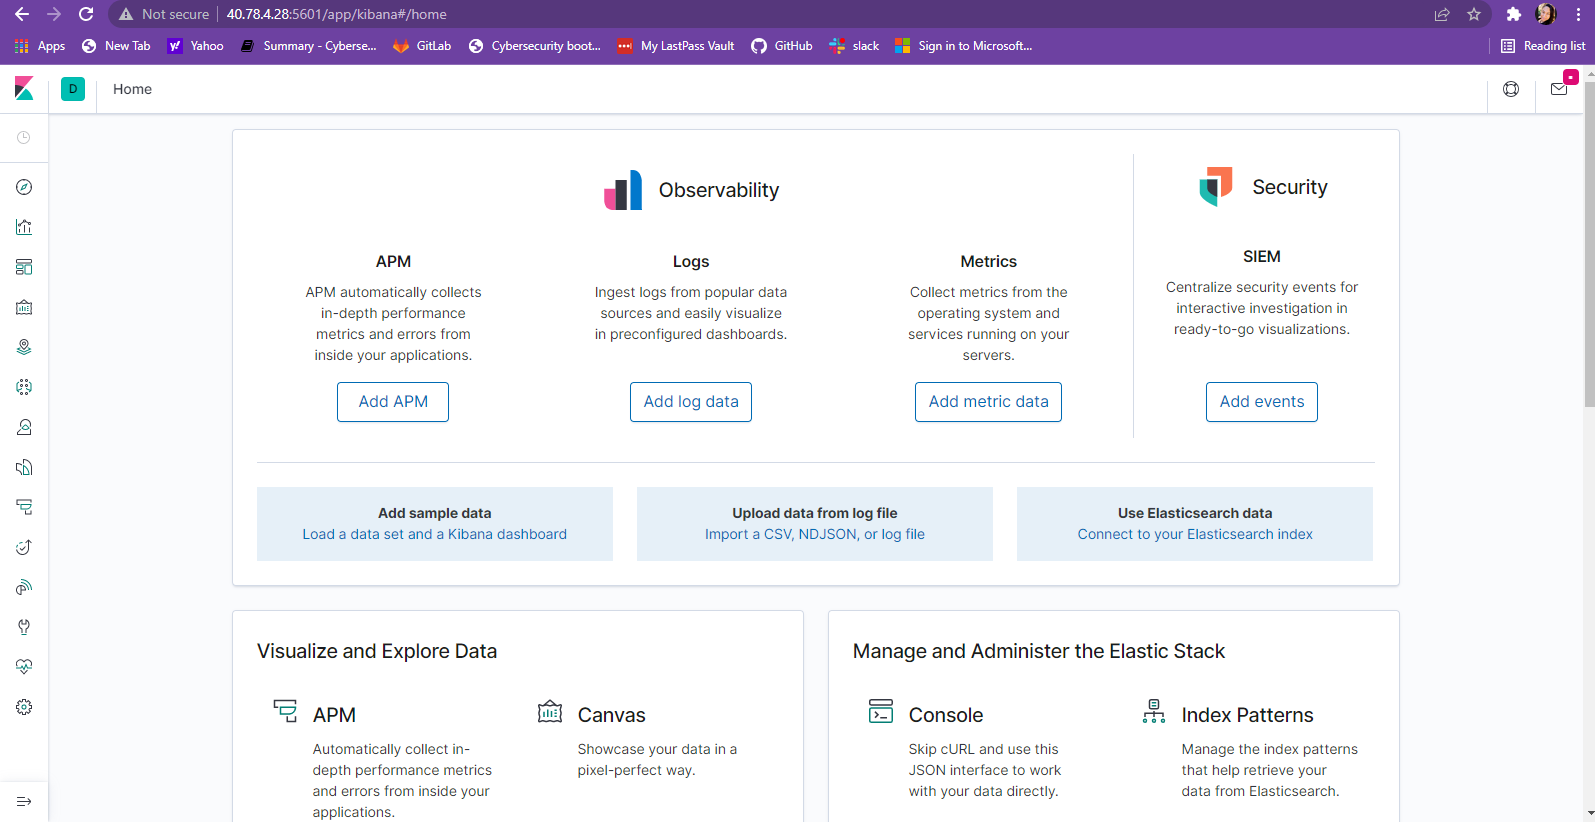 Not secure | 40.78.4.28:5601/app/kibana#/home
Apps New Tab Yahoo Summary - Cyberse... GitLab Cybersecurity boot... My LastPass Vault GitHub slack Sign in to Microsoft... Reading list
D Home
Observability
Security
APM
APM automatically collects
in-depth performance
metrics and errors from
inside your applications.
Add APM
Logs
Ingest logs from popular data
sources and easily visualize
in preconfigured dashboards.
Add log data
Metrics
Collect metrics from the
operating system and
services running on your
servers.
Add metric data
SIEM
Centralize security events for
interactive investigation in
ready-to-go visualizations.
Add events
Add sample data
Load a data set and a Kibana dashboard
Upload data from log file
Import a CSV, NDJSON, or log file
Use Elasticsearch data
Connect to your Elasticsearch index
Visualize and Explore Data
APM
Automatically collect in-
depth performance metrics
and errors from inside your
applications.
Canvas
Showcase your data in a
pixel-perfect way.
Manage and Administer the Elastic Stack
Console
Skip cURL and use this
JSON interface to work
with your data directly.
Index Patterns
Manage the index patterns
that help retrieve your
data from Elasticsearch.